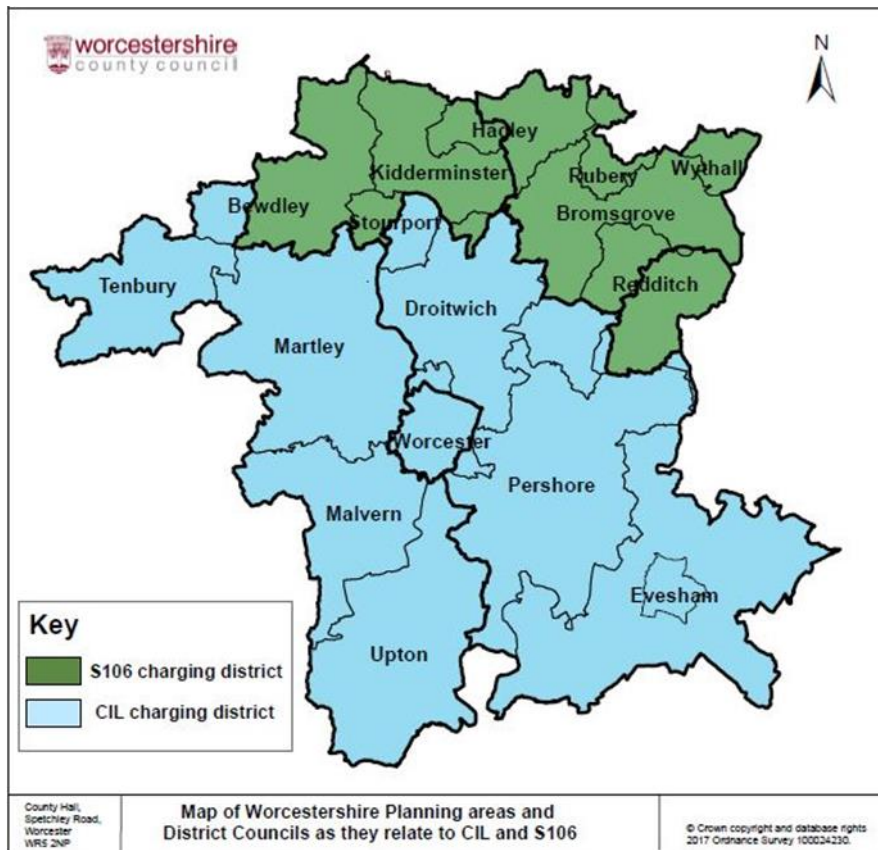 worcestershire
county council
N
Hagley
Kidderminster
Rubery
Wythall
Bewdley
Stourport
Bromsgrove
Tenbury
Redditch
Droitwich
Martley
Worcester
Pershore
Malvern
Evesham
Upton
Key
S106 charging district
CIL charging district
County Hall,
Spetchley Road,
Worcester
WR5 2NP
Map of Worcestershire Planning areas and
District Councils as they relate to CIL and S106
© Crown copyright and database rights
2017 Ordnance Survey 100024230.